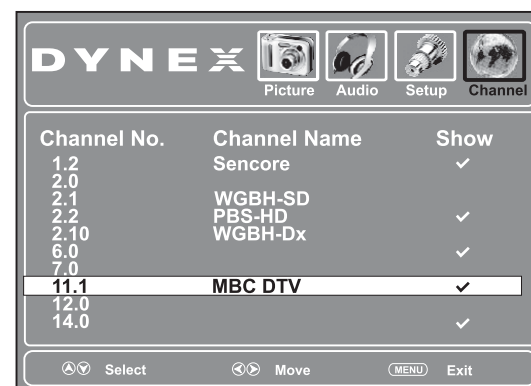 DYNEX
Picture Audio Setup Channel
Channel No. Channel Name Show
1.2 Sencore ✓
2.0
2.1 WGBH-SD
2.2 PBS-HD ✓
2.10 WGBH-Dx
6.0 ✓
7.0
11.1 MBC DTV ✓
12.0
14.0 ✓
Select Move MENU Exit